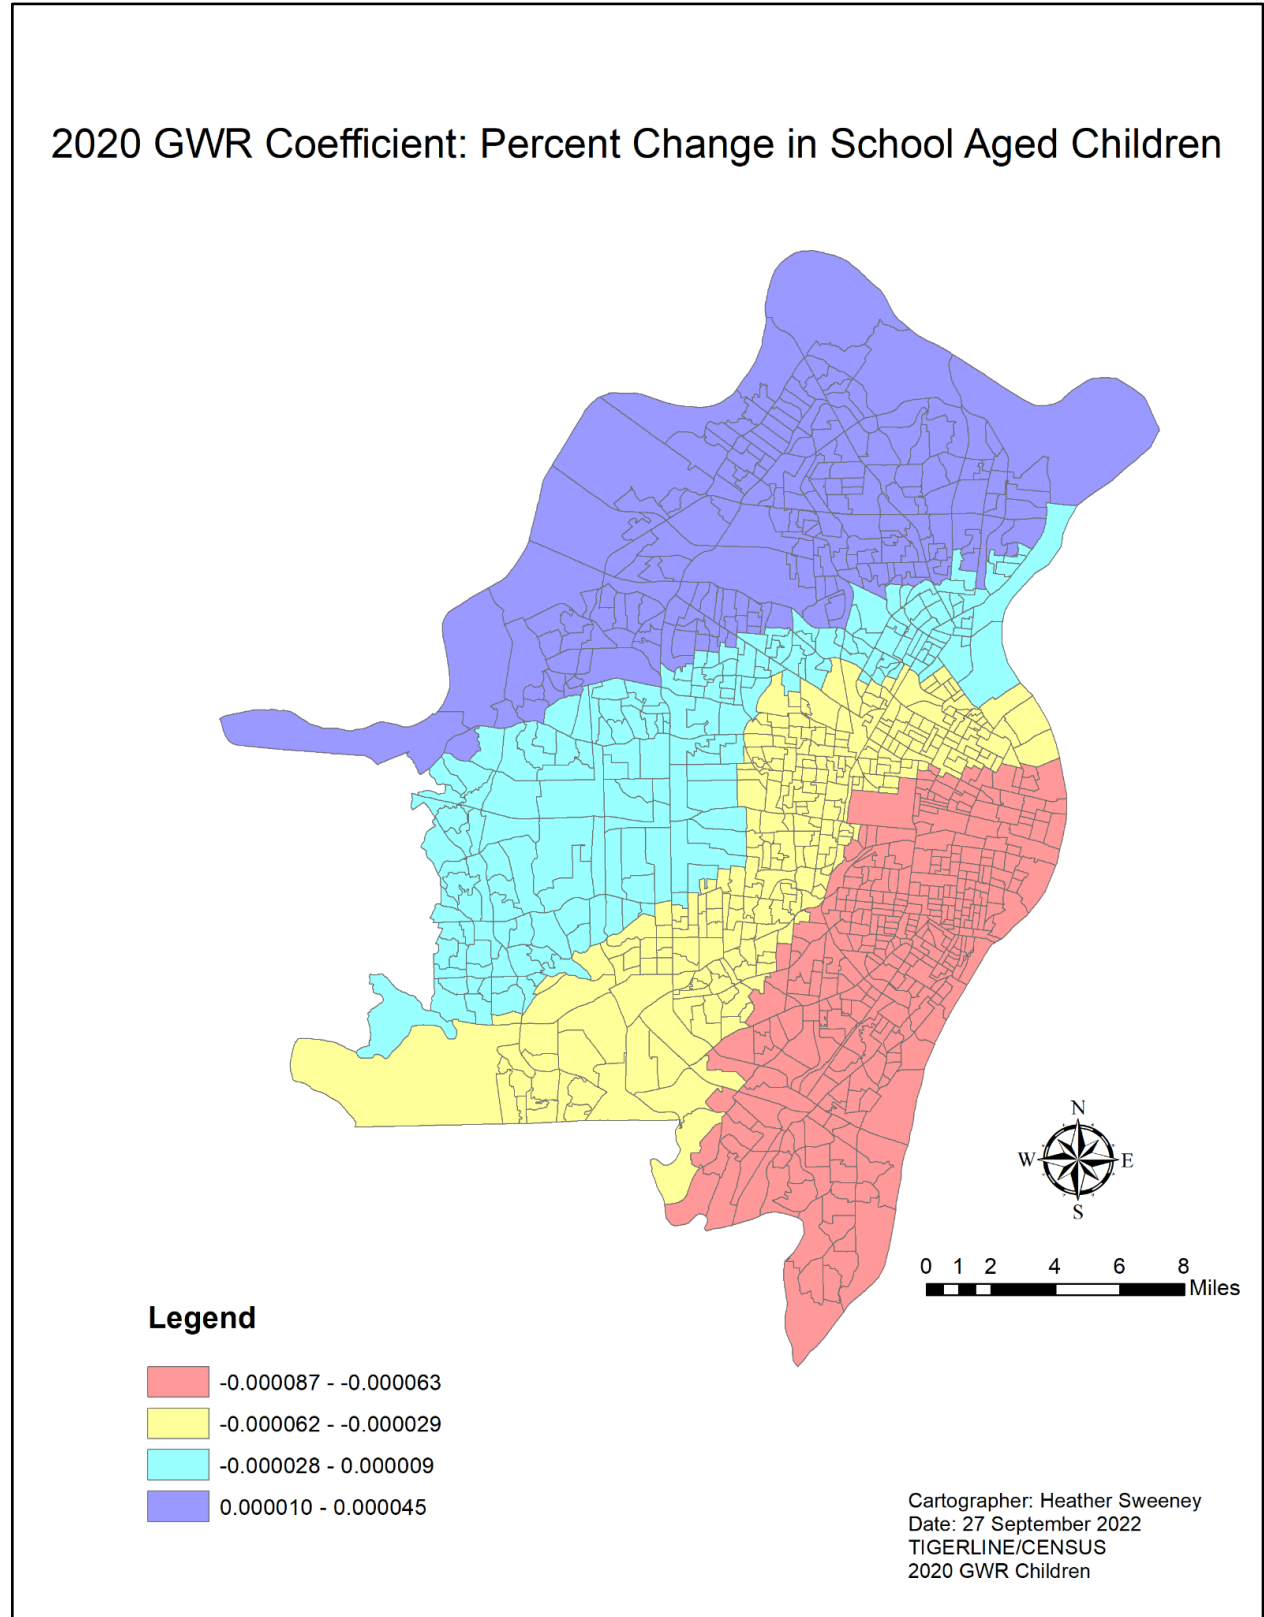 2020 GWR Coefficient: Percent Change in School Aged Children
N
W E
S
0 1 2 4 6 8
Miles
Legend
-0.000087 - -0.000063
-0.000062 - -0.000029
-0.000028 - 0.000009
0.000010 - 0.000045
Cartographer: Heather Sweeney
Date: 27 September 2022
TIGERLINE/CENSUS
2020 GWR Children